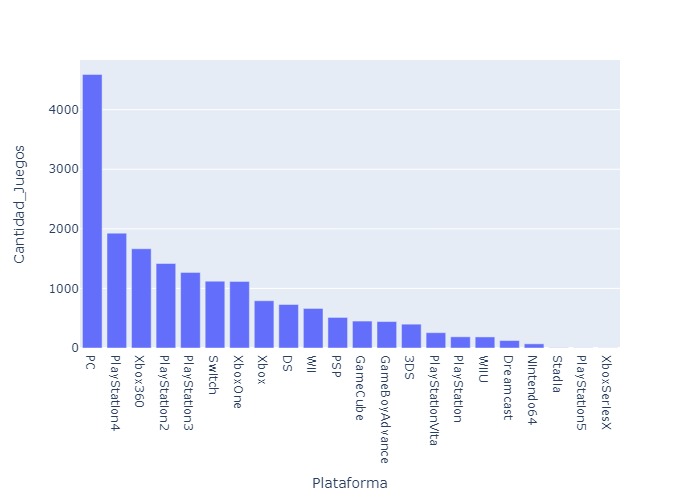 Cantidad_Juegos
4000
3000
2000
1000
0
PC
PlayStation4
Xbox360
PlayStation2
PlayStation3
Switch
XboxOne
Xbox
DS
WII
PSP
GameCube
GameBoyAdvance
3DS
PlayStationVita
PlayStation
WIIU
Dreamcast
Nintendo64
Stadia
PlayStation5
XboxSeriesX
Plataforma